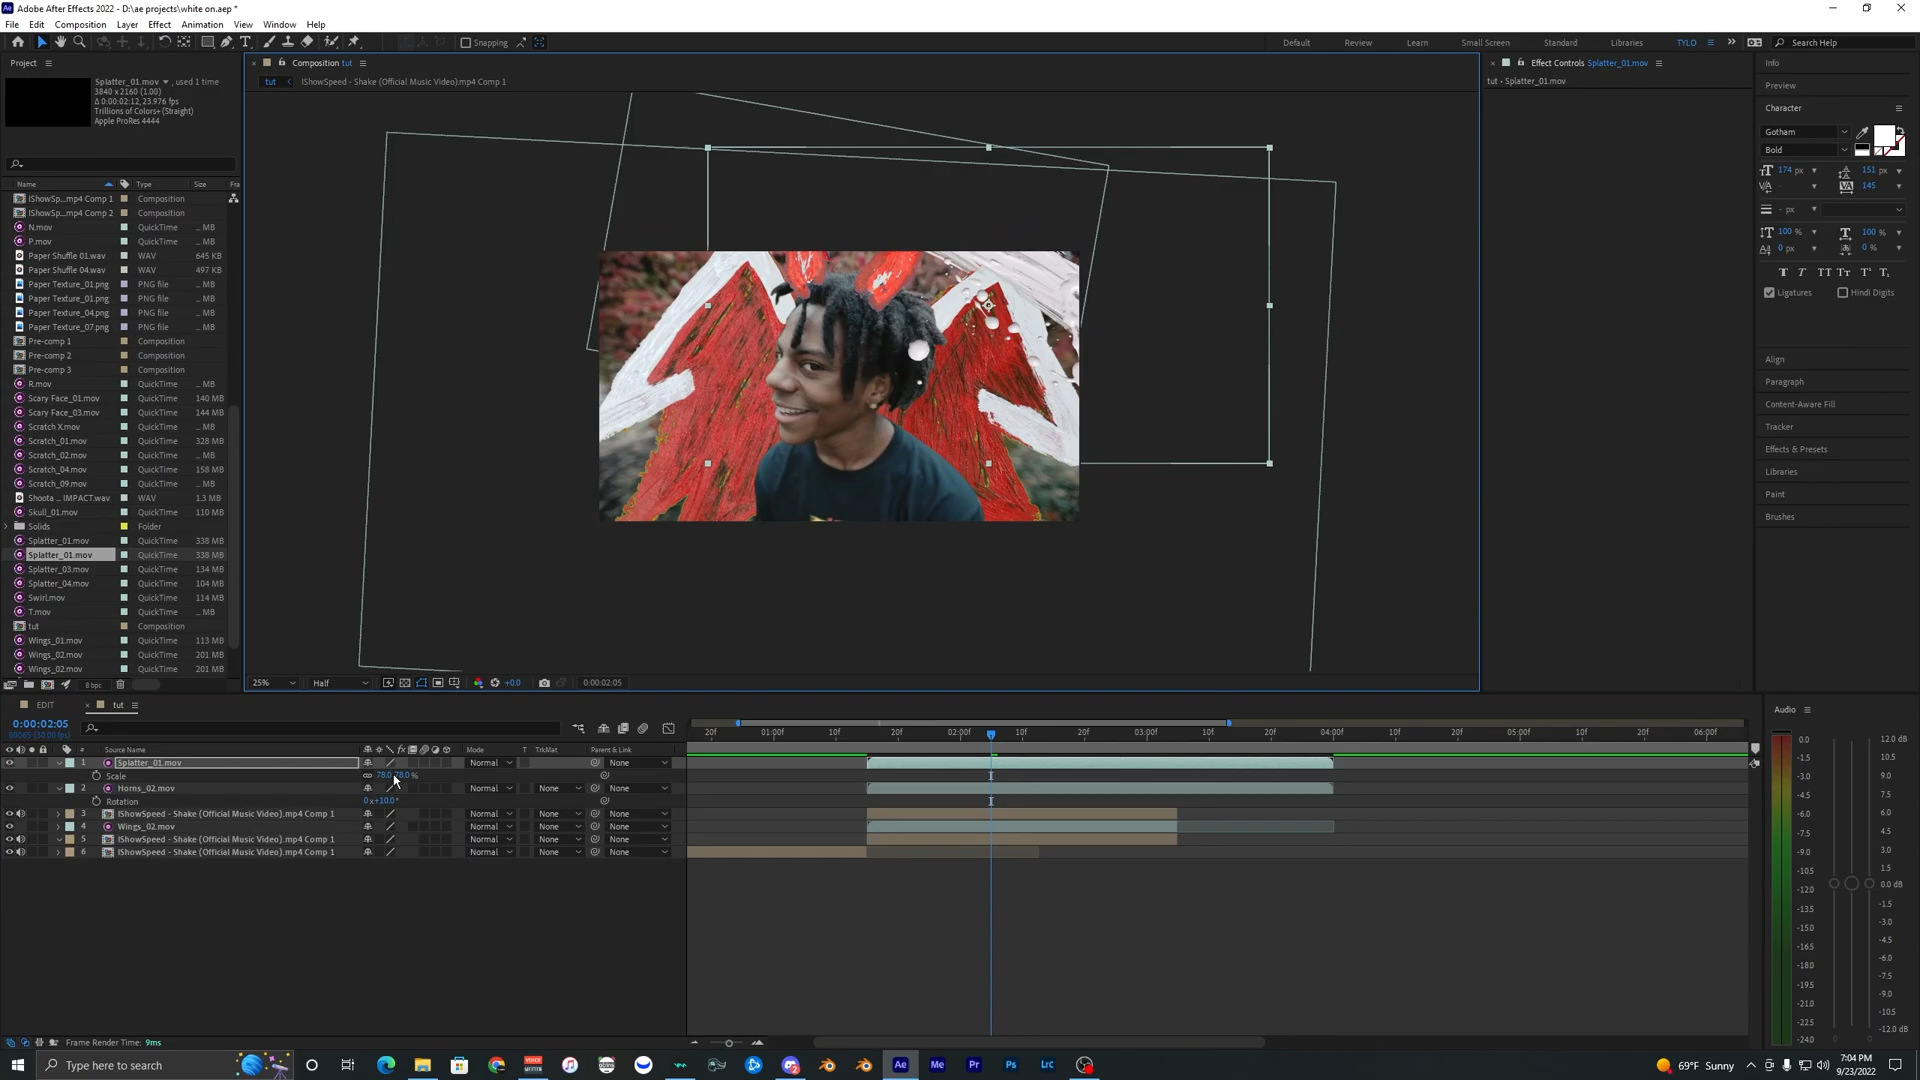 Adobe After Effects 2022 - D:\ae projects\white on.aep *
File Edit Composition Layer Effect Animation View Window Help
Snapping
Default Review Learn Small Screen Standard Libraries TYLO Search Help
Project
Splatter_01.mov , used 1 time
3840 x 2160 (1.00)
Δ 0:00:02:12, 23.976 fps
Trillions of Colors+ (Straight)
Apple ProRes 4444
Name Type Size Fra
IShowSp...mp4 Comp 1 Composition
IShowSp...mp4 Comp 2 Composition
N.mov QuickTime ... MB
P.mov QuickTime ... MB
Paper Shuffle 01.wav WAV 645 KB
Paper Shuffle 04.wav WAV 497 KB
Paper Texture_01.png PNG file ... MB
Paper Texture_01.png PNG file ... MB
Paper Texture_04.png PNG file ... MB
Paper Texture_07.png PNG file ... MB
Pre-comp 1 Composition
Pre-comp 2 Composition
Pre-comp 3 Composition
R.mov QuickTime ... MB
Scary Face_01.mov QuickTime 140 MB
Scary Face_03.mov QuickTime 144 MB
Scratch X.mov QuickTime ... MB
Scratch_01.mov QuickTime 328 MB
Scratch_02.mov QuickTime ... MB
Scratch_04.mov QuickTime 158 MB
Scratch_09.mov QuickTime ... MB
Shoota ... IMPACT.wav WAV 1.3 MB
Skull_01.mov QuickTime 110 MB
Solids Folder
Splatter_01.mov QuickTime 338 MB
Splatter_01.mov QuickTime 338 MB
Splatter_03.mov QuickTime 134 MB
Splatter_04.mov QuickTime 104 MB
Swirl.mov QuickTime 114 MB
T.mov QuickTime ... MB
tut Composition
Wings_01.mov QuickTime 113 MB
Wings_02.mov QuickTime 201 MB
Wings_02.mov QuickTime 201 MB
8 bpc
Composition tut
tut IShowSpeed - Shake (Official Music Video).mp4 Comp 1
25% Half +0.0 0:00:02:05
Effect Controls Splatter_01.mov
tut • Splatter_01.mov
Info
Preview
Character
Gotham
Bold
174 px 151 px
145
- px
100 % 100 %
0 px 0 %
Ligatures Hindi Digits
Align
Paragraph
Content-Aware Fill
Tracker
Effects & Presets
Libraries
Paint
Brushes
EDIT tut
0:00:02:05
00065 (30.00 fps)
# Source Name Mode T TrkMat Parent & Link
1 Splatter_01.mov Normal None
Scale 78.0, 78.0 %
2 Horns_02.mov Normal None None
Rotation 0 x+10.0°
3 IShowSpeed - Shake (Official Music Video).mp4 Comp 1 Normal None None
4 Wings_02.mov Normal None None
5 IShowSpeed - Shake (Official Music Video).mp4 Comp 1 Normal None None
6 IShowSpeed - Shake (Official Music Video).mp4 Comp 1 Normal None None
20f 01:00f 10f 20f 02:00f 10f 20f 03:00f 10f 20f 04:00f 10f 20f 05:00f 10f 20f 06:00f
Audio
0.0 12.0 dB
-1.5 10.5
-3.0 9.0
-4.5 7.5
-6.0 6.0
-7.5 4.5
-9.0 3.0
-10.5 1.5
-12.0 0.0 dB
-13.5 -1.5
-15.0 -3.0
-16.5 -4.5
-18.0 -6.0
-19.5 -7.5
-21.0 -9.0
-22.5 -10.5
-24.0 -12.0 dB
Frame Render Time: 9ms
Type here to search
Ae Me Pr Ps Lrc
69°F Sunny
7:04 PM
9/23/2022